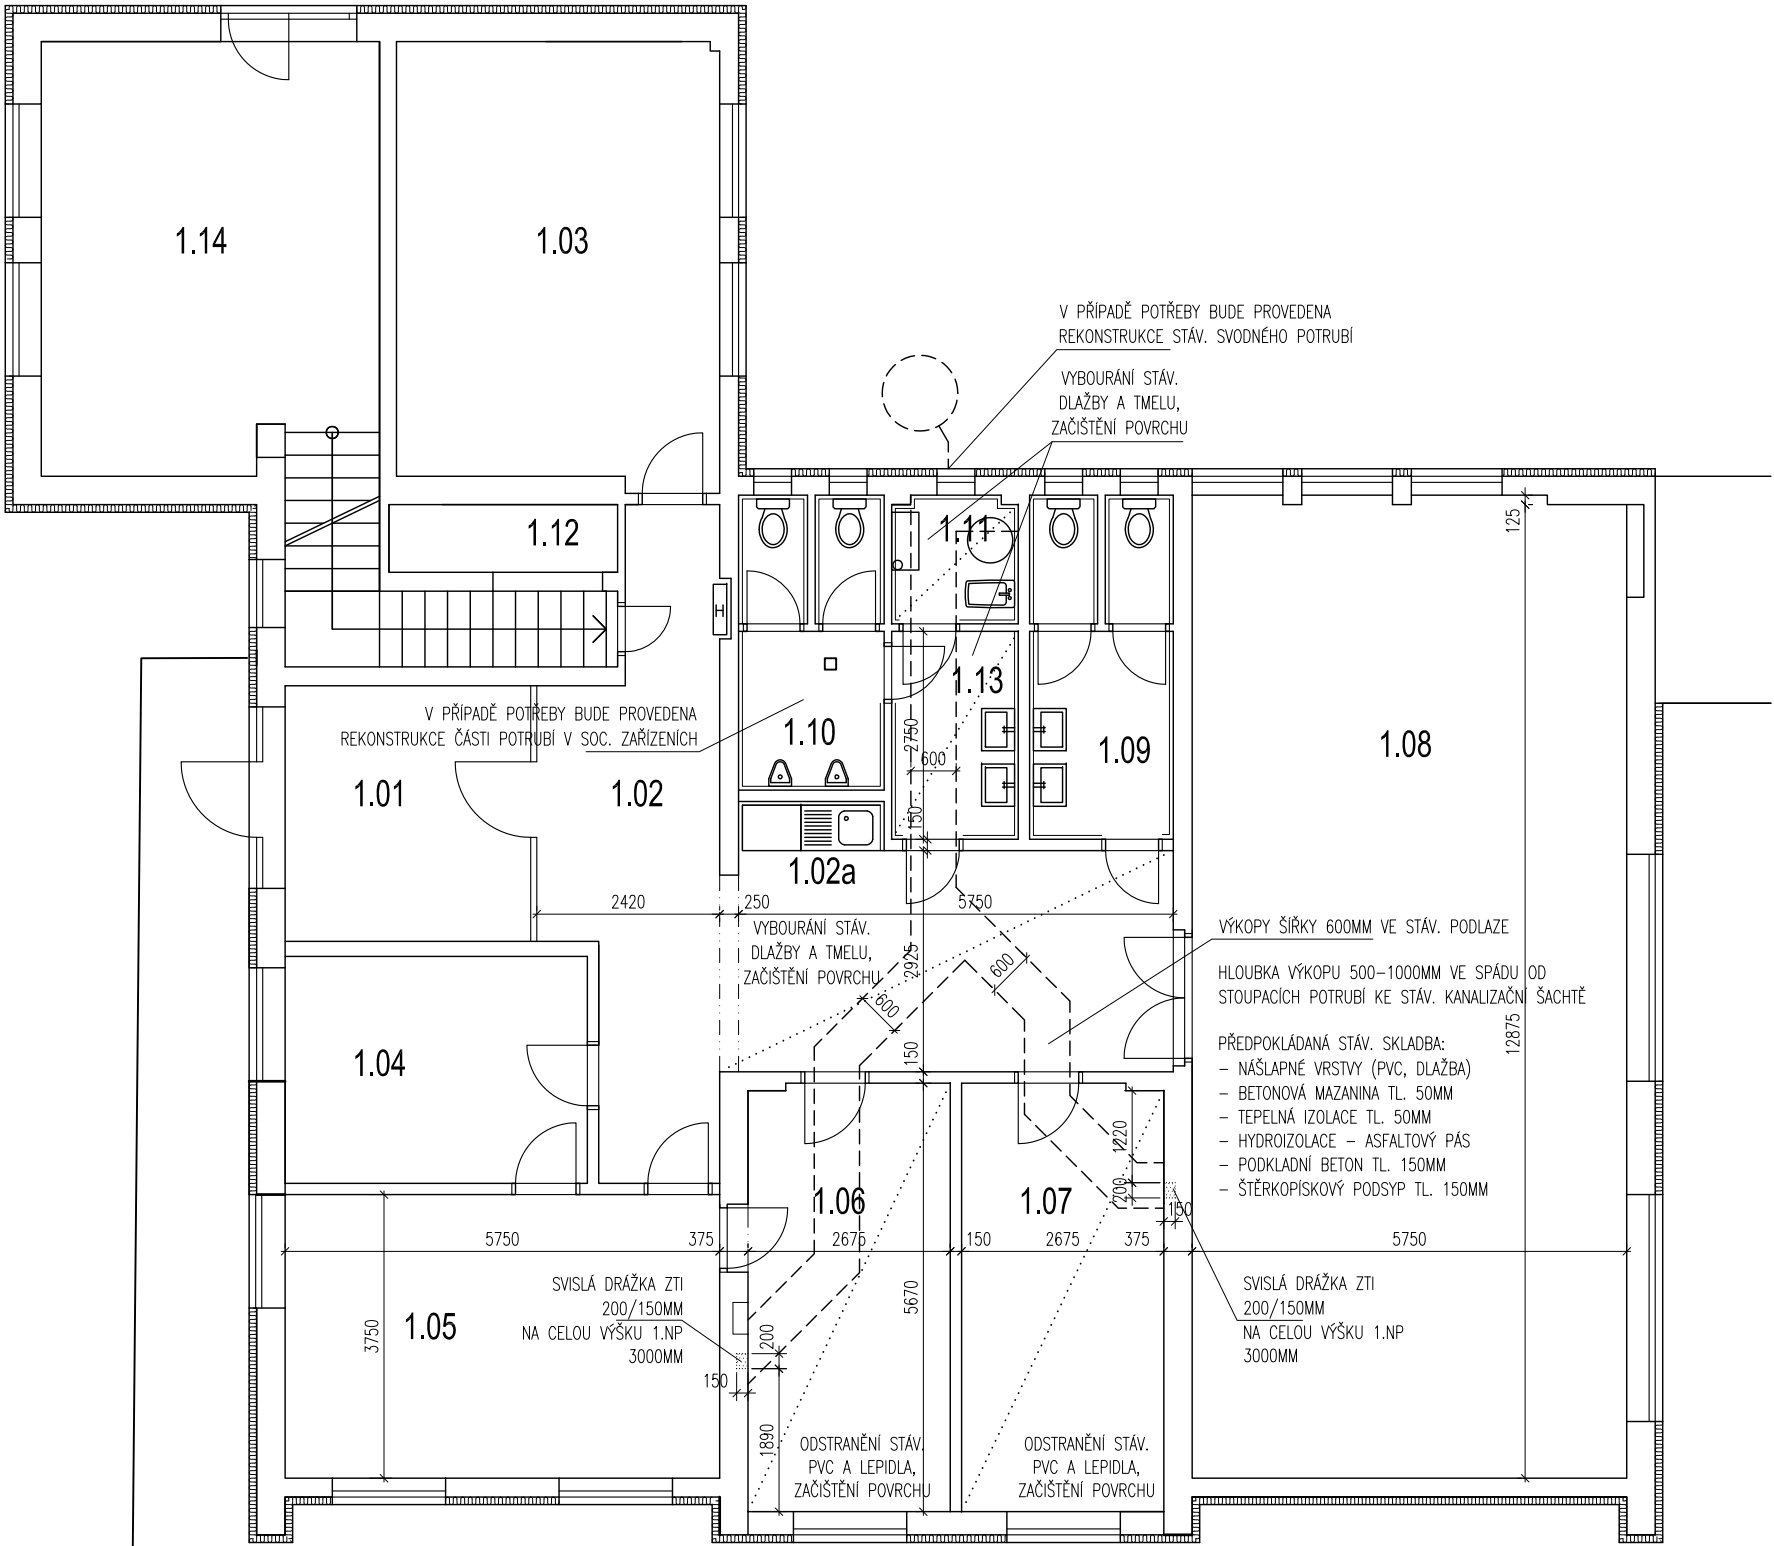 1.14
1.03
V PŘÍPADĚ POTŘEBY BUDE PROVEDENA
REKONSTRUKCE STÁV. SVODNÉHO POTRUBÍ
VYBOURÁNÍ STÁV.
DLAŽBY A TMELU,
ZAČIŠTĚNÍ POVRCHU
1.12
1.11
125
H
1.13
V PŘÍPADĚ POTŘEBY BUDE PROVEDENA
REKONSTRUKCE ČÁSTI POTRUBÍ V SOC. ZAŘÍZENÍCH
1.10
2750
600
1.09
1.08
1.01
1.02
150
1.02a
2420
250
5750
VYBOURÁNÍ STÁV.
DLAŽBY A TMELU,
ZAČIŠTĚNÍ POVRCHU
2925
600
600
150
VÝKOPY ŠÍŘKY 600MM VE STÁV. PODLAZE
HLOUBKA VÝKOPU 500-1000MM VE SPÁDU OD
STOUPACÍCH POTRUBÍ KE STÁV. KANALIZAČNÍ ŠACHTĚ
12875
PŘEDPOKLÁDANÁ STÁV. SKLADBA:
- NÁŠLAPNÉ VRSTVY (PVC, DLAŽBA)
- BETONOVÁ MAZANINA TL. 50MM
- TEPELNÁ IZOLACE TL. 50MM
- HYDROIZOLACE - ASFALTOVÝ PÁS
- PODKLADNÍ BETON TL. 150MM
- ŠTĚRKOPÍSKOVÝ PODSYP TL. 150MM
1.04
1220
200
150
1.06
1.07
5750
375
2675
150
2675
375
5750
SVISLÁ DRÁŽKA ZTI
200/150MM
NA CELOU VÝŠKU 1.NP
3000MM
SVISLÁ DRÁŽKA ZTI
200/150MM
NA CELOU VÝŠKU 1.NP
3000MM
3750
1.05
200
150
5670
1890
ODSTRANĚNÍ STÁV.
PVC A LEPIDLA,
ZAČIŠTĚNÍ POVRCHU
ODSTRANĚNÍ STÁV.
PVC A LEPIDLA,
ZAČIŠTĚNÍ POVRCHU